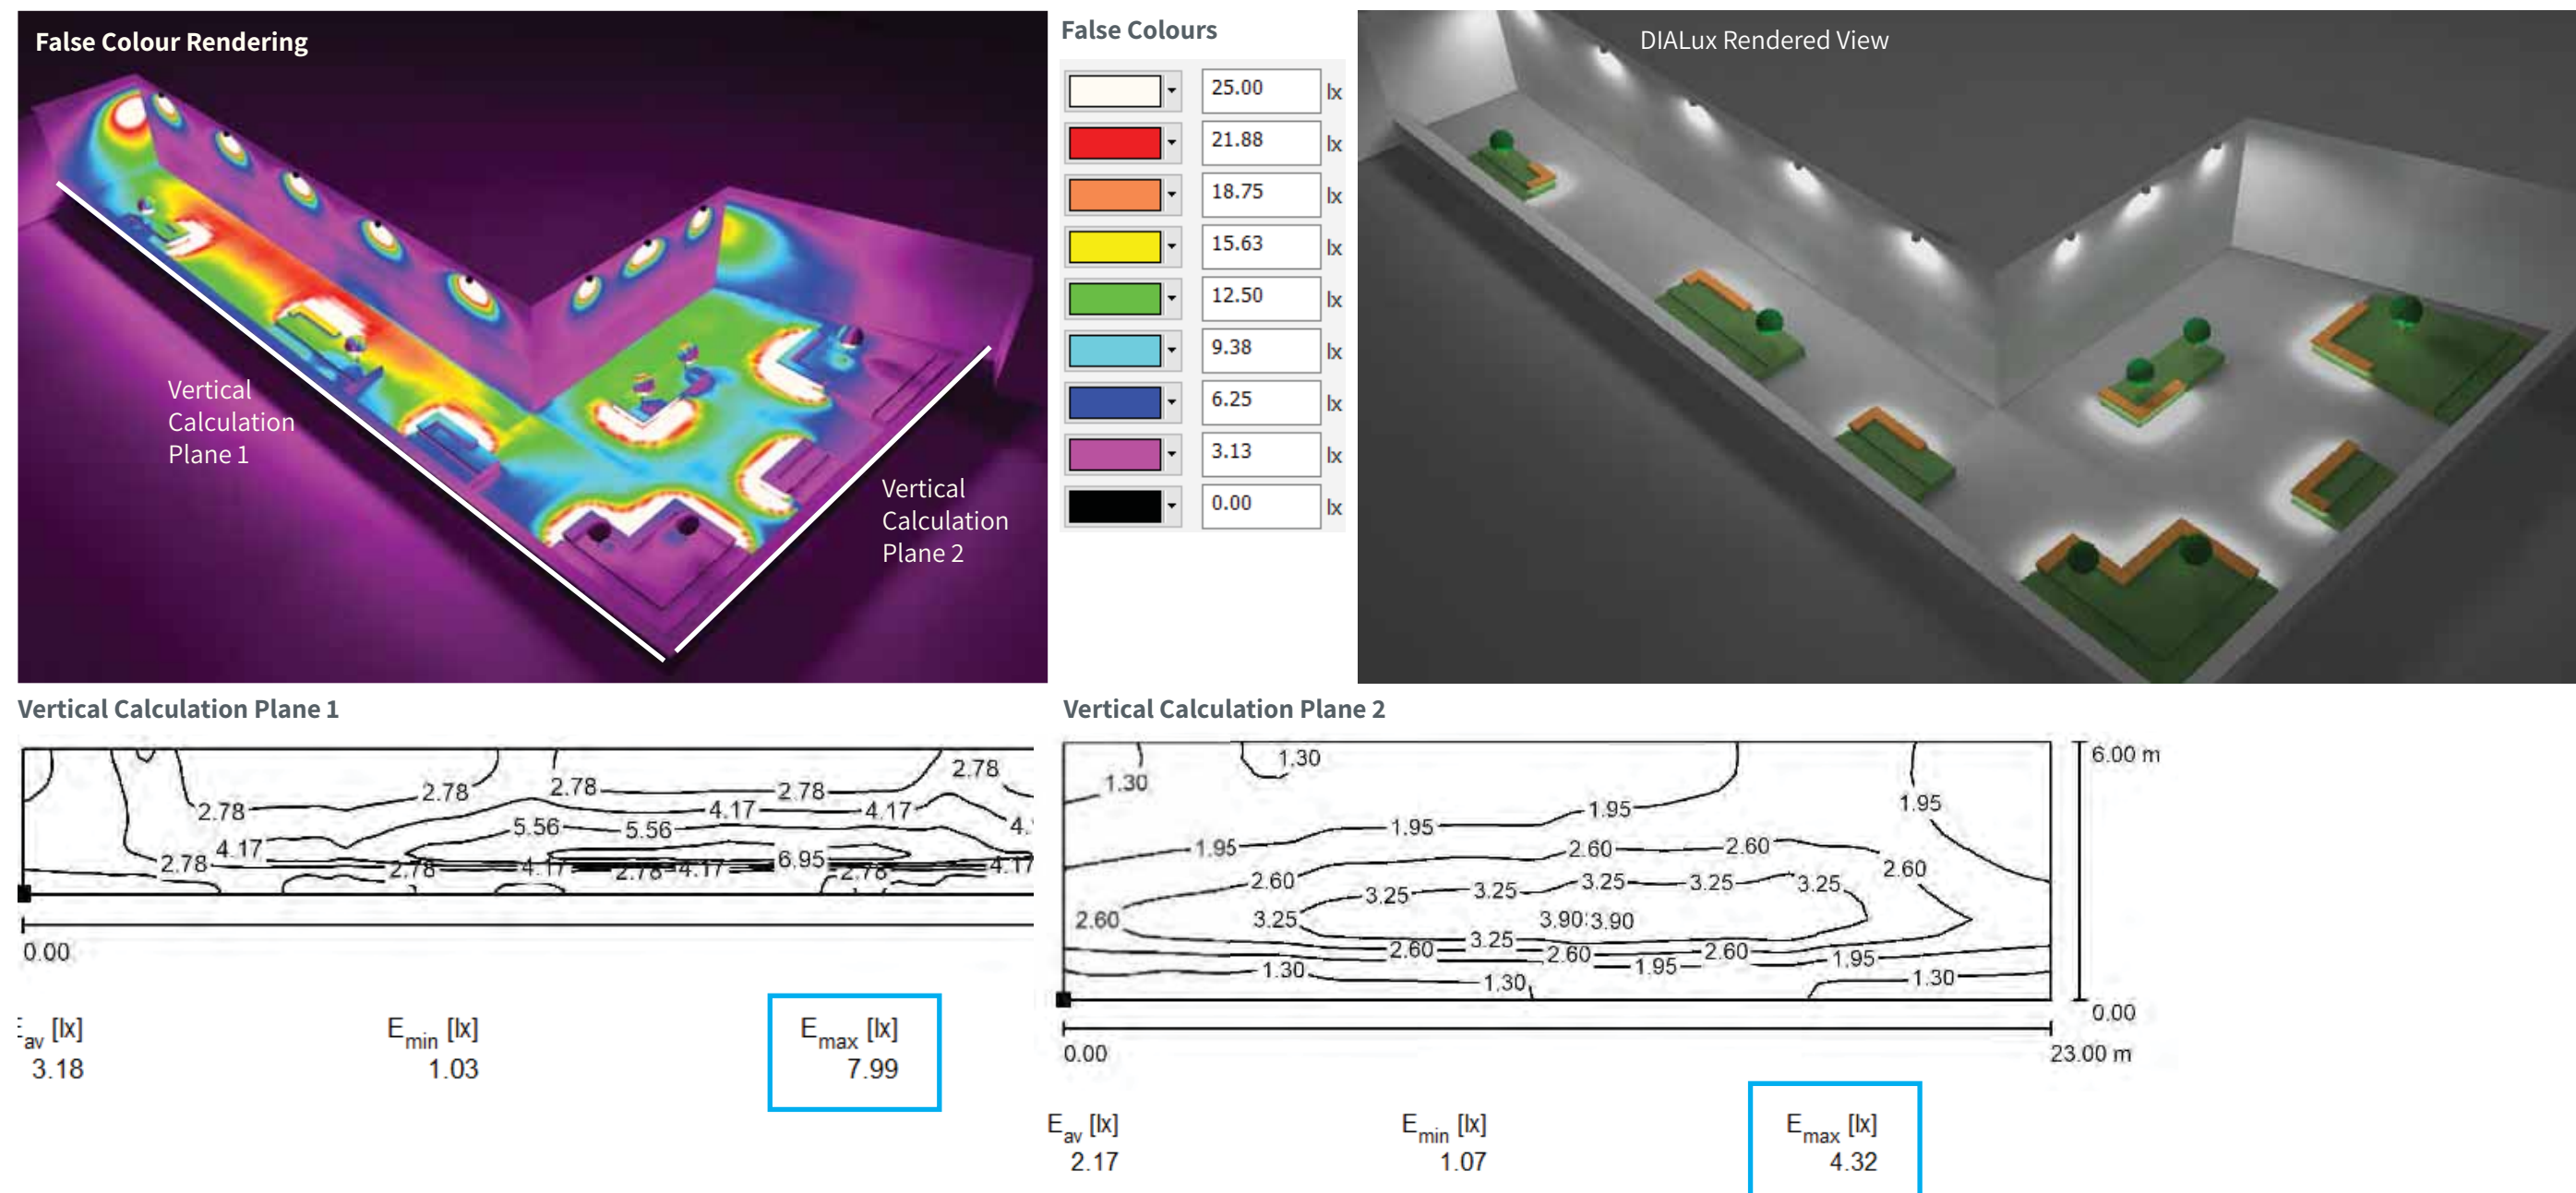 False Colour Rendering
Vertical
Calculation
Plane 1
Vertical
Calculation
Plane 2
False Colours
25.00 lx
21.88 lx
18.75 lx
15.63 lx
12.50 lx
9.38 lx
6.25 lx
3.13 lx
0.00 lx
DIALux Rendered View
Vertical Calculation Plane 1
2.78
2.78 2.78 2.78
2.78 4.17 4.17
5.56 5.56 4.
4.17 6.95
2.78 2.78 4.17 2.78 4.17 2.78 4.17
0.00
av [lx] Emin [lx] Emax [lx]
3.18 1.03 7.99
Vertical Calculation Plane 2
1.30 6.00 m
1.30
1.95 1.95
1.95
1.95 2.60 2.60
2.60 3.25 3.25 3.25 2.60
3.25 3.25
2.60 3.25 3.90 3.90
3.25
2.60 2.60 2.60 1.95
1.30 1.95 1.30
1.30
0.00
0.00 23.00 m
Eav [lx] Emin [lx] Emax [lx]
2.17 1.07 4.32